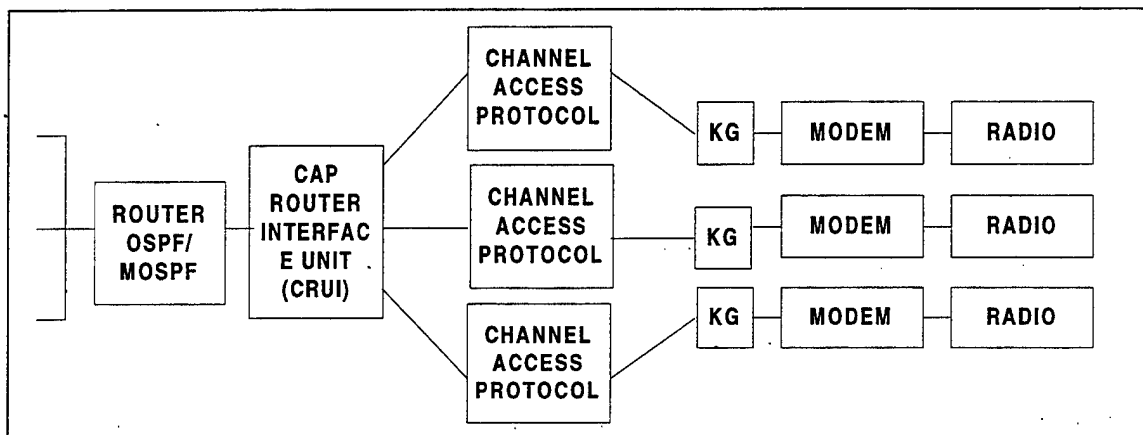 ROUTER
OSPF/
MOSPF
CAP
ROUTER
INTERFAC
E UNIT
(CRUI)
CHANNEL
ACCESS
PROTOCOL
KG
MODEM
RADIO
CHANNEL
ACCESS
PROTOCOL
KG
MODEM
RADIO
CHANNEL
ACCESS
PROTOCOL
KG
MODEM
RADIO